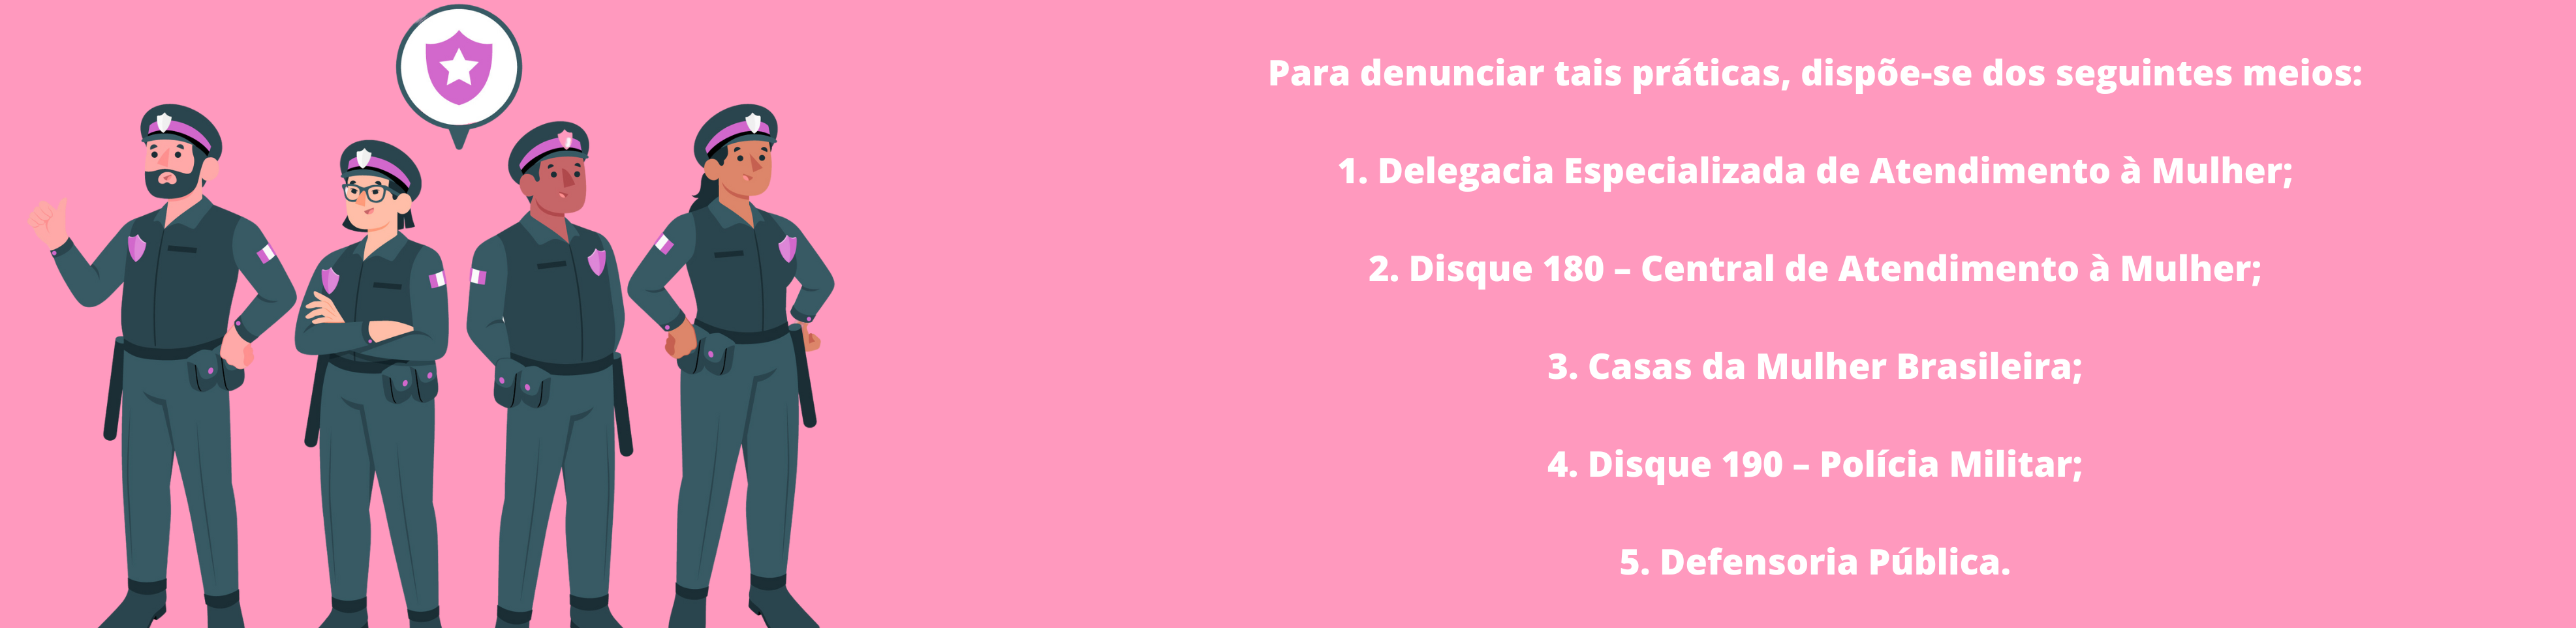 Para denunciar tais práticas, dispõe-se dos seguintes meios:
1. Delegacia Especializada de Atendimento à Mulher;
2. Disque 180 – Central de Atendimento à Mulher;
3. Casas da Mulher Brasileira;
4. Disque 190 – Polícia Militar;
5. Defensoria Pública.